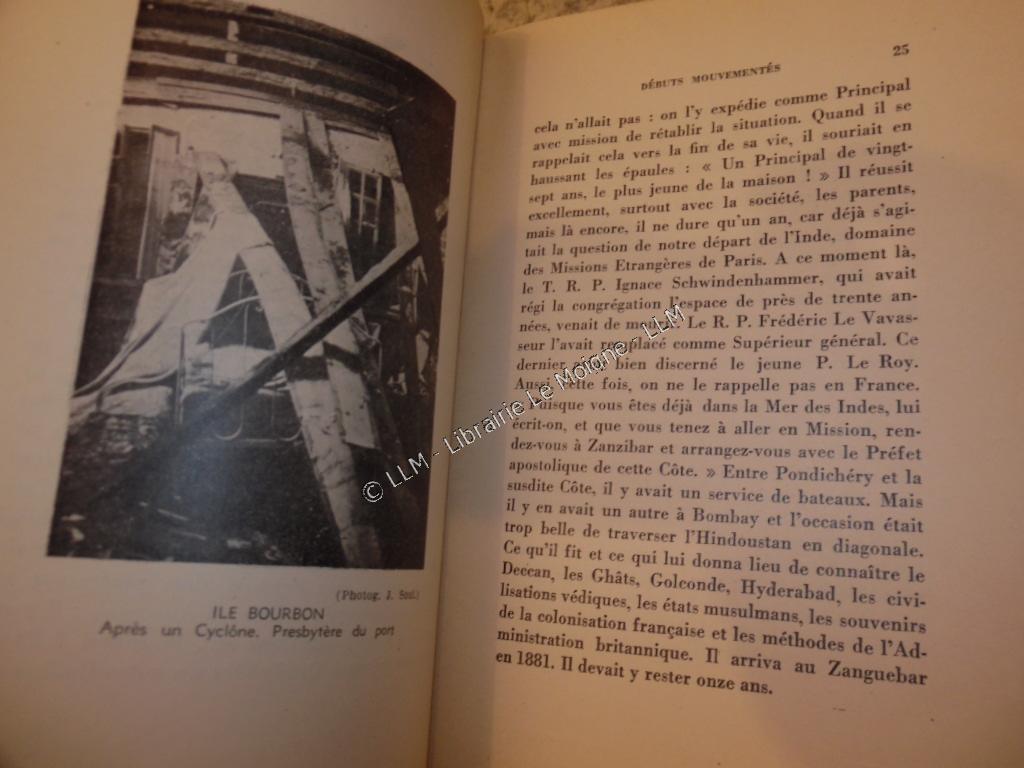 (Photog. J. Soul.)
ILE BOURBON
Après un Cyclône. Presbytère du port
25
DÉBUTS MOUVEMENTÉS
cela n'allait pas : on l'y expédie comme Principal
avec mission de rétablir la situation. Quand il se
rappelait cela vers la fin de sa vie, il souriait en
haussant les épaules : « Un Principal de vingt-
sept ans, le plus jeune de la maison ! » Il réussit
excellement, surtout avec la société, les parents,
mais là encore, il ne dure qu'un an, car déjà s'agi-
tait la question de notre départ de l'Inde, domaine
des Missions Etrangères de Paris. A ce moment là,
le T. R. P. Ignace Schwindenhammer, qui avait
régi la congrégation l'espace de près de trente an-
nées, venait de mourir. Le R. P. Frédéric Le Vavas-
seur l'avait remplacé comme Supérieur général. Ce
dernier avait bien discerné le jeune P. Le Roy.
Aussi cette fois, on ne le rappelle pas en France.
« Puisque vous êtes déjà dans la Mer des Indes, lui
écrit-on, et que vous tenez à aller en Mission, ren-
dez-vous à Zanzibar et arrangez-vous avec le Préfet
apostolique de cette Côte. » Entre Pondichéry et la
susdite Côte, il y avait un service de bateaux. Mais
il y en avait un autre à Bombay et l'occasion était
trop belle de traverser l'Hindoustan en diagonale.
Ce qu'il fit et ce qui lui donna lieu de connaître le
Deccan, les Ghâts, Golconde, Hyderabad, les civi-
lisations védiques, les états musulmans, les souvenirs
de la colonisation française et les méthodes de l'Ad-
ministration britannique. Il arriva au Zanguebar
en 1881. Il devait y rester onze ans.
© LLM - Librairie Le Moigne - LLM